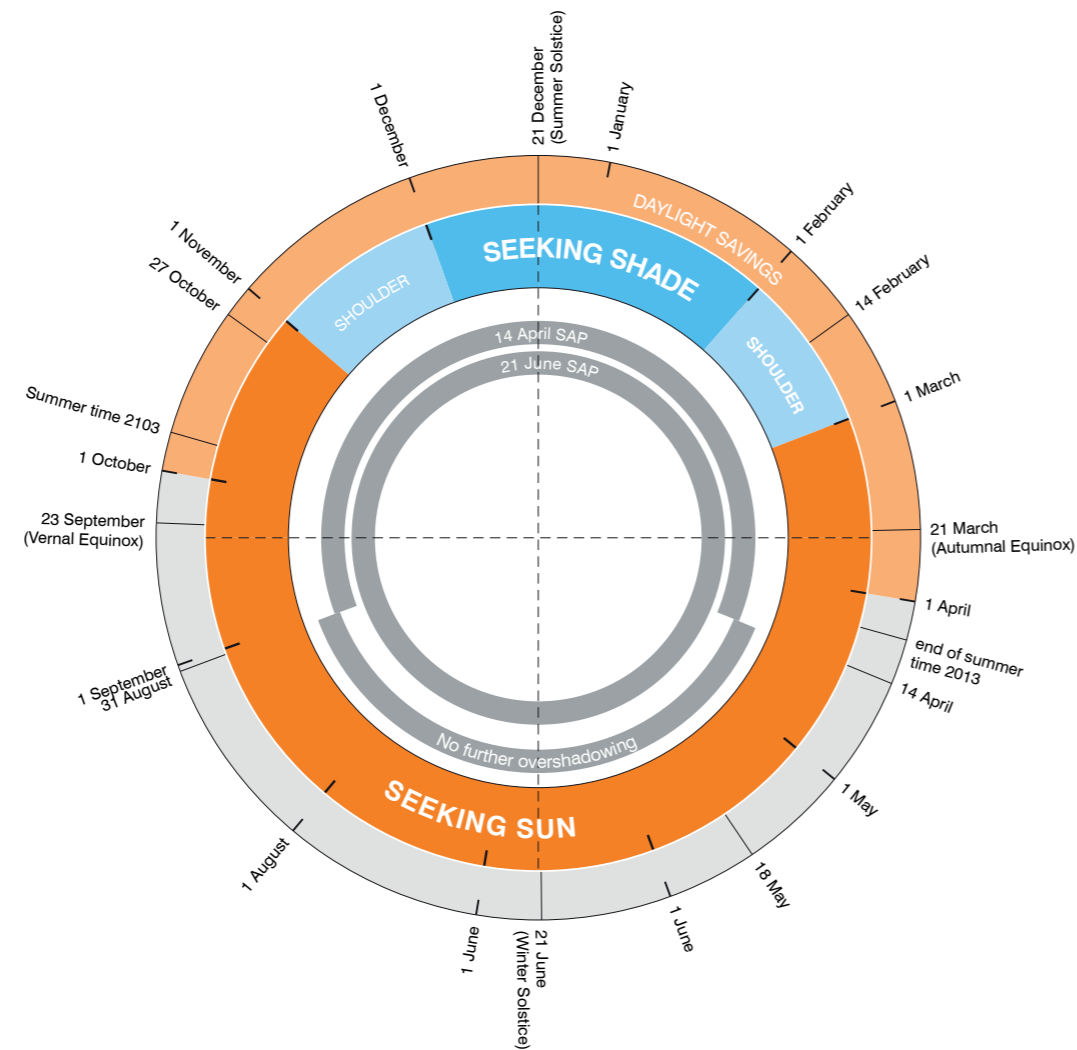 21 December
(Summer Solstice)
1 January
1 February
14 February
1 March
21 March
(Autumnal Equinox)
1 April
end of summer
time 2013
14 April
1 May
18 May
1 June
21 June
(Winter Solstice)
1 June
1 August
31 August
1 September
23 September
(Vernal Equinox)
1 October
Summer time 2103
27 October
1 November
1 December
DAYLIGHT SAVINGS
SEEKING SHADE
SHOULDER
SHOULDER
14 April SAP
21 June SAP
No further overshadowing
SEEKING SUN